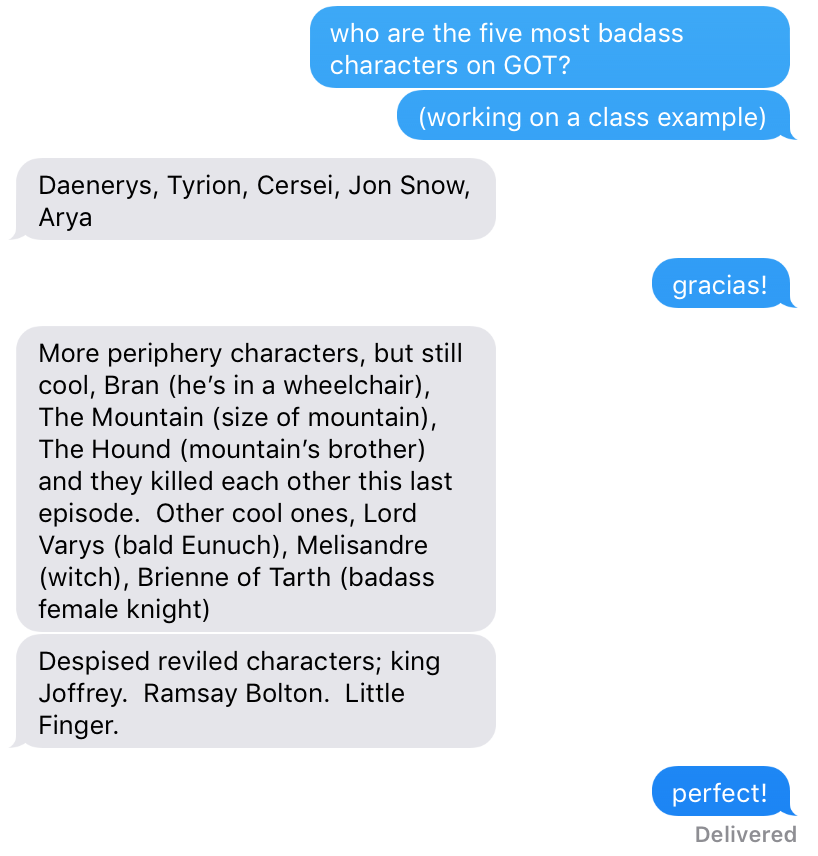 who are the five most badass
characters on GOT?
(working on a class example)
Daenerys, Tyrion, Cersei, Jon Snow,
Arya
gracias!
More periphery characters, but still
cool, Bran (he’s in a wheelchair),
The Mountain (size of mountain),
The Hound (mountain’s brother)
and they killed each other this last
episode.  Other cool ones, Lord
Varys (bald Eunuch), Melisandre
(witch), Brienne of Tarth (badass
female knight)
Despised reviled characters; king
Joffrey.  Ramsay Bolton.  Little
Finger.
perfect!
Delivered